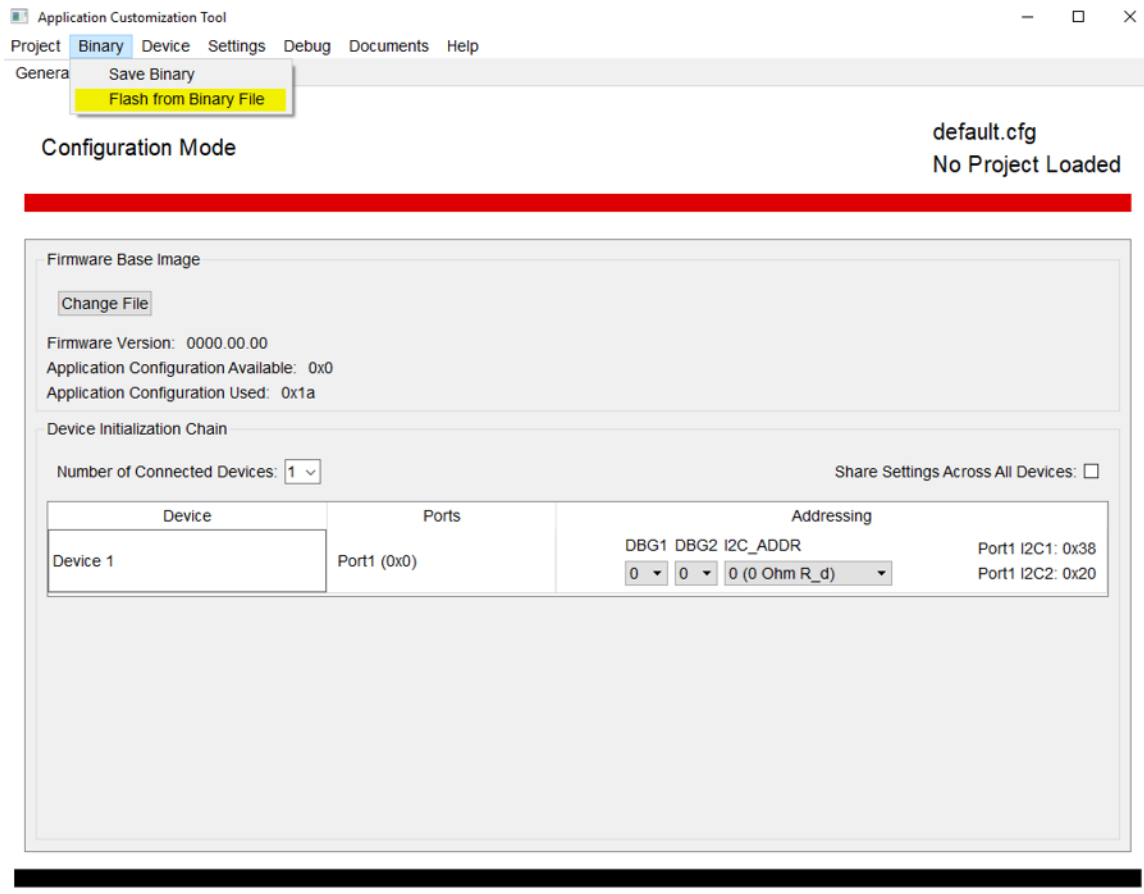 Application Customization Tool
Project Binary Device Settings Debug Documents Help
Genera
Save Binary
Flash from Binary File
Configuration Mode
default.cfg
No Project Loaded
Firmware Base Image
Change File
Firmware Version: 0000.00.00
Application Configuration Available: 0x0
Application Configuration Used: 0x1a
Device Initialization Chain
Number of Connected Devices: 1
Share Settings Across All Devices:
Device Ports Addressing
Device 1
Port1 (0x0)
DBG1 DBG2 I2C_ADDR
0 0 0 (0 Ohm R_d)
Port1 I2C1: 0x38
Port1 I2C2: 0x20